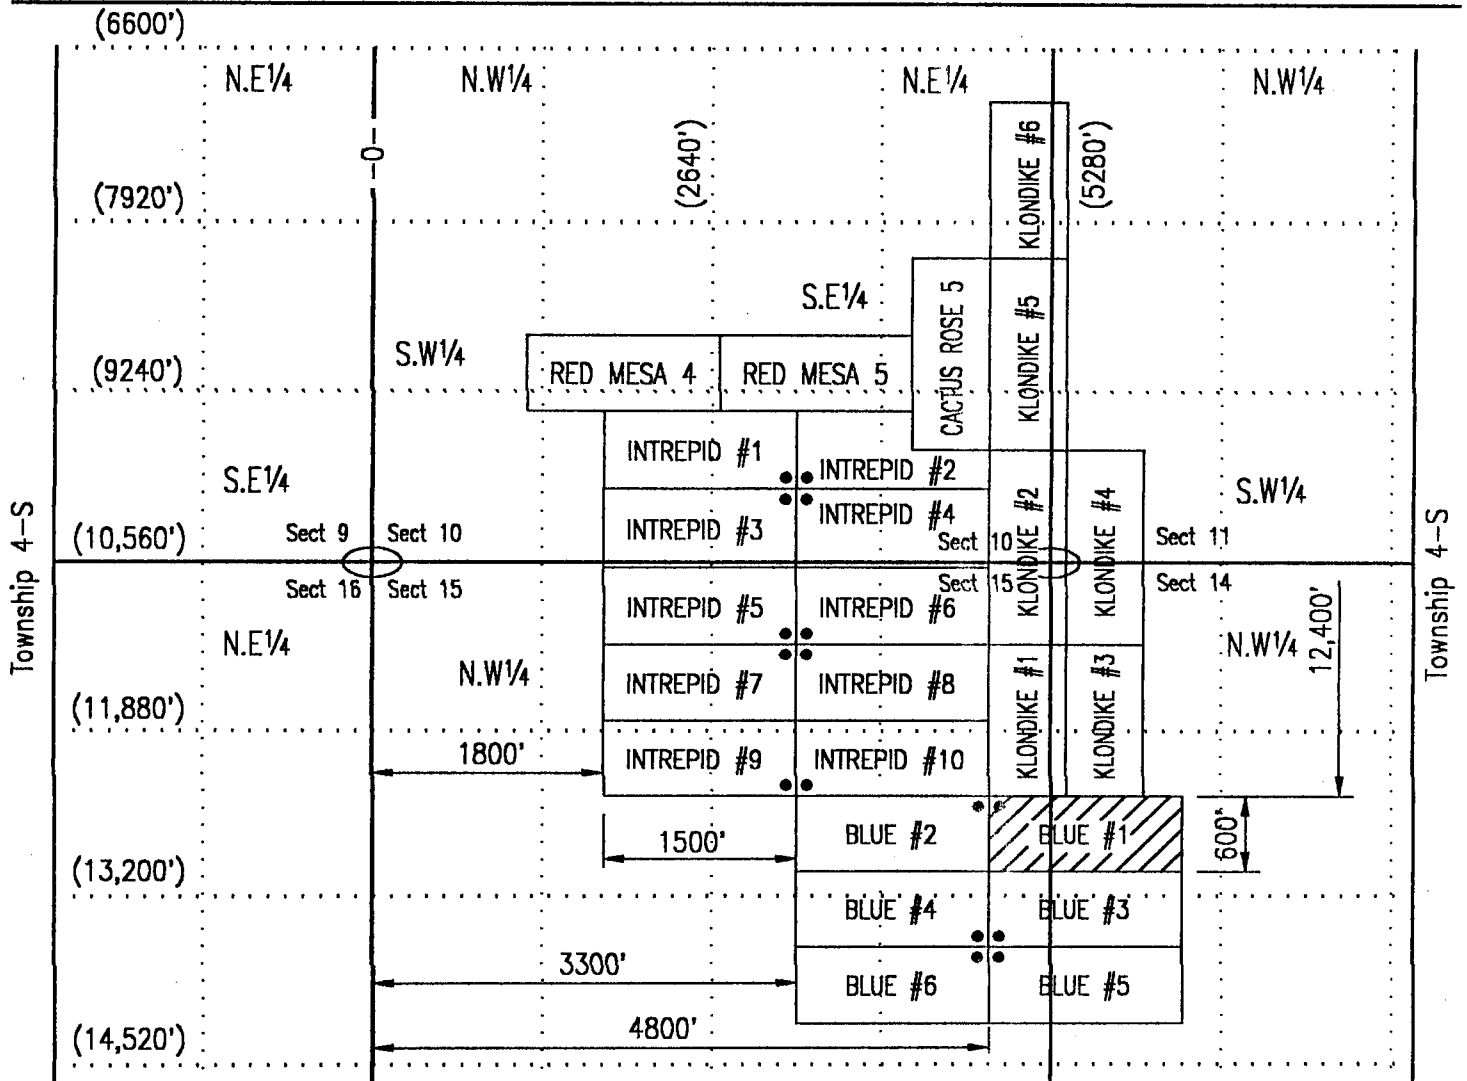 (6600')
N.E1/4
N.W1/4
N.E1/4
N.W1/4
-0-
(2640')
(5280')
KLONDIKE #6
(7920')
S.E1/4
CACTUS ROSE 5
KLONDIKE #5
S.W1/4
(9240')
RED MESA 4
RED MESA 5
INTREPID #1
INTREPID #2
S.E1/4
S.W1/4
INTREPID #3
INTREPID #4
KLONDIKE #2
KLONDIKE #4
(10,560')
Sect 9
Sect 10
Sect 10
Sect 11
Township 4-S
Township 4-S
Sect 16
Sect 15
Sect 15
Sect 14
INTREPID #5
INTREPID #6
12,400'
N.E1/4
N.W1/4
N.W1/4
INTREPID #7
INTREPID #8
KLONDIKE #1
KLONDIKE #3
(11,880')
1800'
INTREPID #9
INTREPID #10
1500'
BLUE #2
BLUE #1
600'
(13,200')
BLUE #4
BLUE #3
3300'
BLUE #6
BLUE #5
4800'
(14,520')